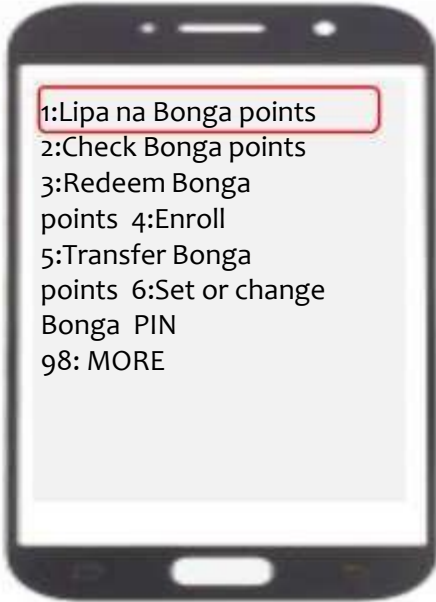 1:Lipa na Bonga points
2:Check Bonga points
3:Redeem Bonga
points 4:Enroll
5:Transfer Bonga
points 6:Set or change
Bonga PIN
98: MORE